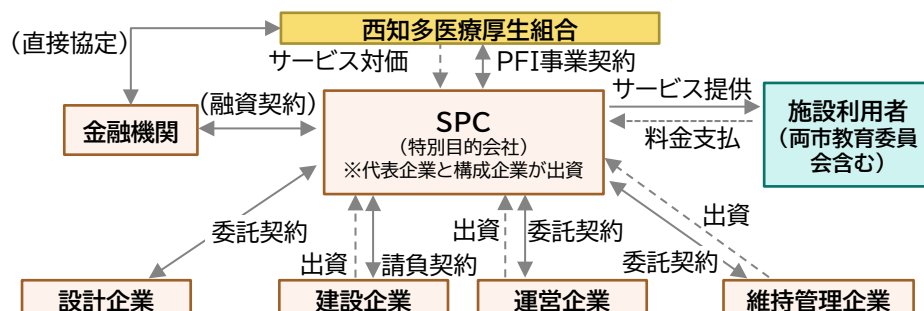 西知多医療厚生組合
（直接協定）
サービス対価
PFI事業契約
サービス提供
（融資契約）
金融機関
SPC
（特別目的会社）
※代表企業と構成企業が出資
料金支払
施設利用者
（両市教育委員
会含む）
委託契約
出資
請負契約
出資
委託契約
出資
委託契約
設計企業
建設企業
運営企業
維持管理企業